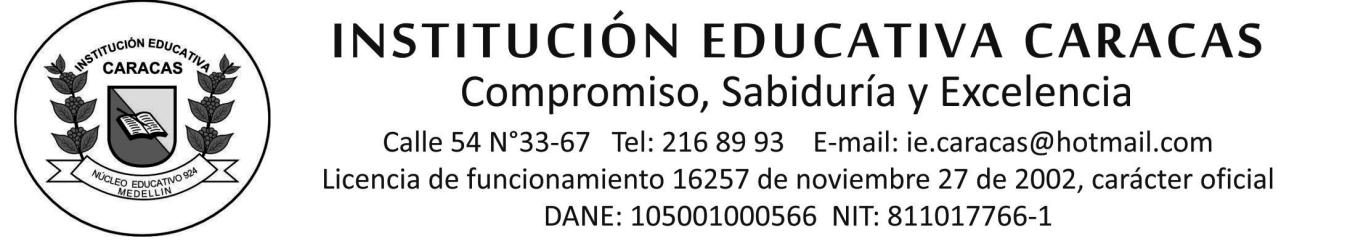 INSTITUCIÓN EDUCATIVA
CARACAS
NÚCLEO EDUCATIVO 924
MEDELLIN
INSTITUCIÓN EDUCATIVA CARACAS
Compromiso, Sabiduría y Excelencia
Calle 54 N°33-67 Tel: 216 89 93 E-mail: ie.caracas@hotmail.com
Licencia de funcionamiento 16257 de noviembre 27 de 2002, carácter oficial
DANE: 105001000566 NIT: 811017766-1